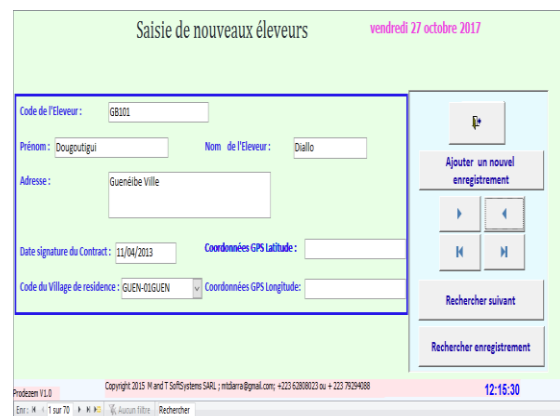 Saisie de nouveaux éleveurs
vendredi 27 octobre 2017
Code de l'Eleveur :
GB101
Prénom :
Dougoutigui
Nom de l'Eleveur :
Diallo
Adresse :
Guenéibe Ville
Date signature du Contract :
11/04/2013
Coordonnées GPS Latitude :
Code du Village de residence :
GUEN-01GUEN
Coordonnées GPS Longitude:
Ajouter un nouvel
enregistrement
Rechercher suivant
Rechercher enregistrement
Prodezem V1.0
Copyright 2015 M and T SoftSystems SARL ; mtdiarra@gmail.com; +223 62808023 ou + 223 79294088
12:15:30
Enr : 1 sur 70 Aucun filtre Rechercher